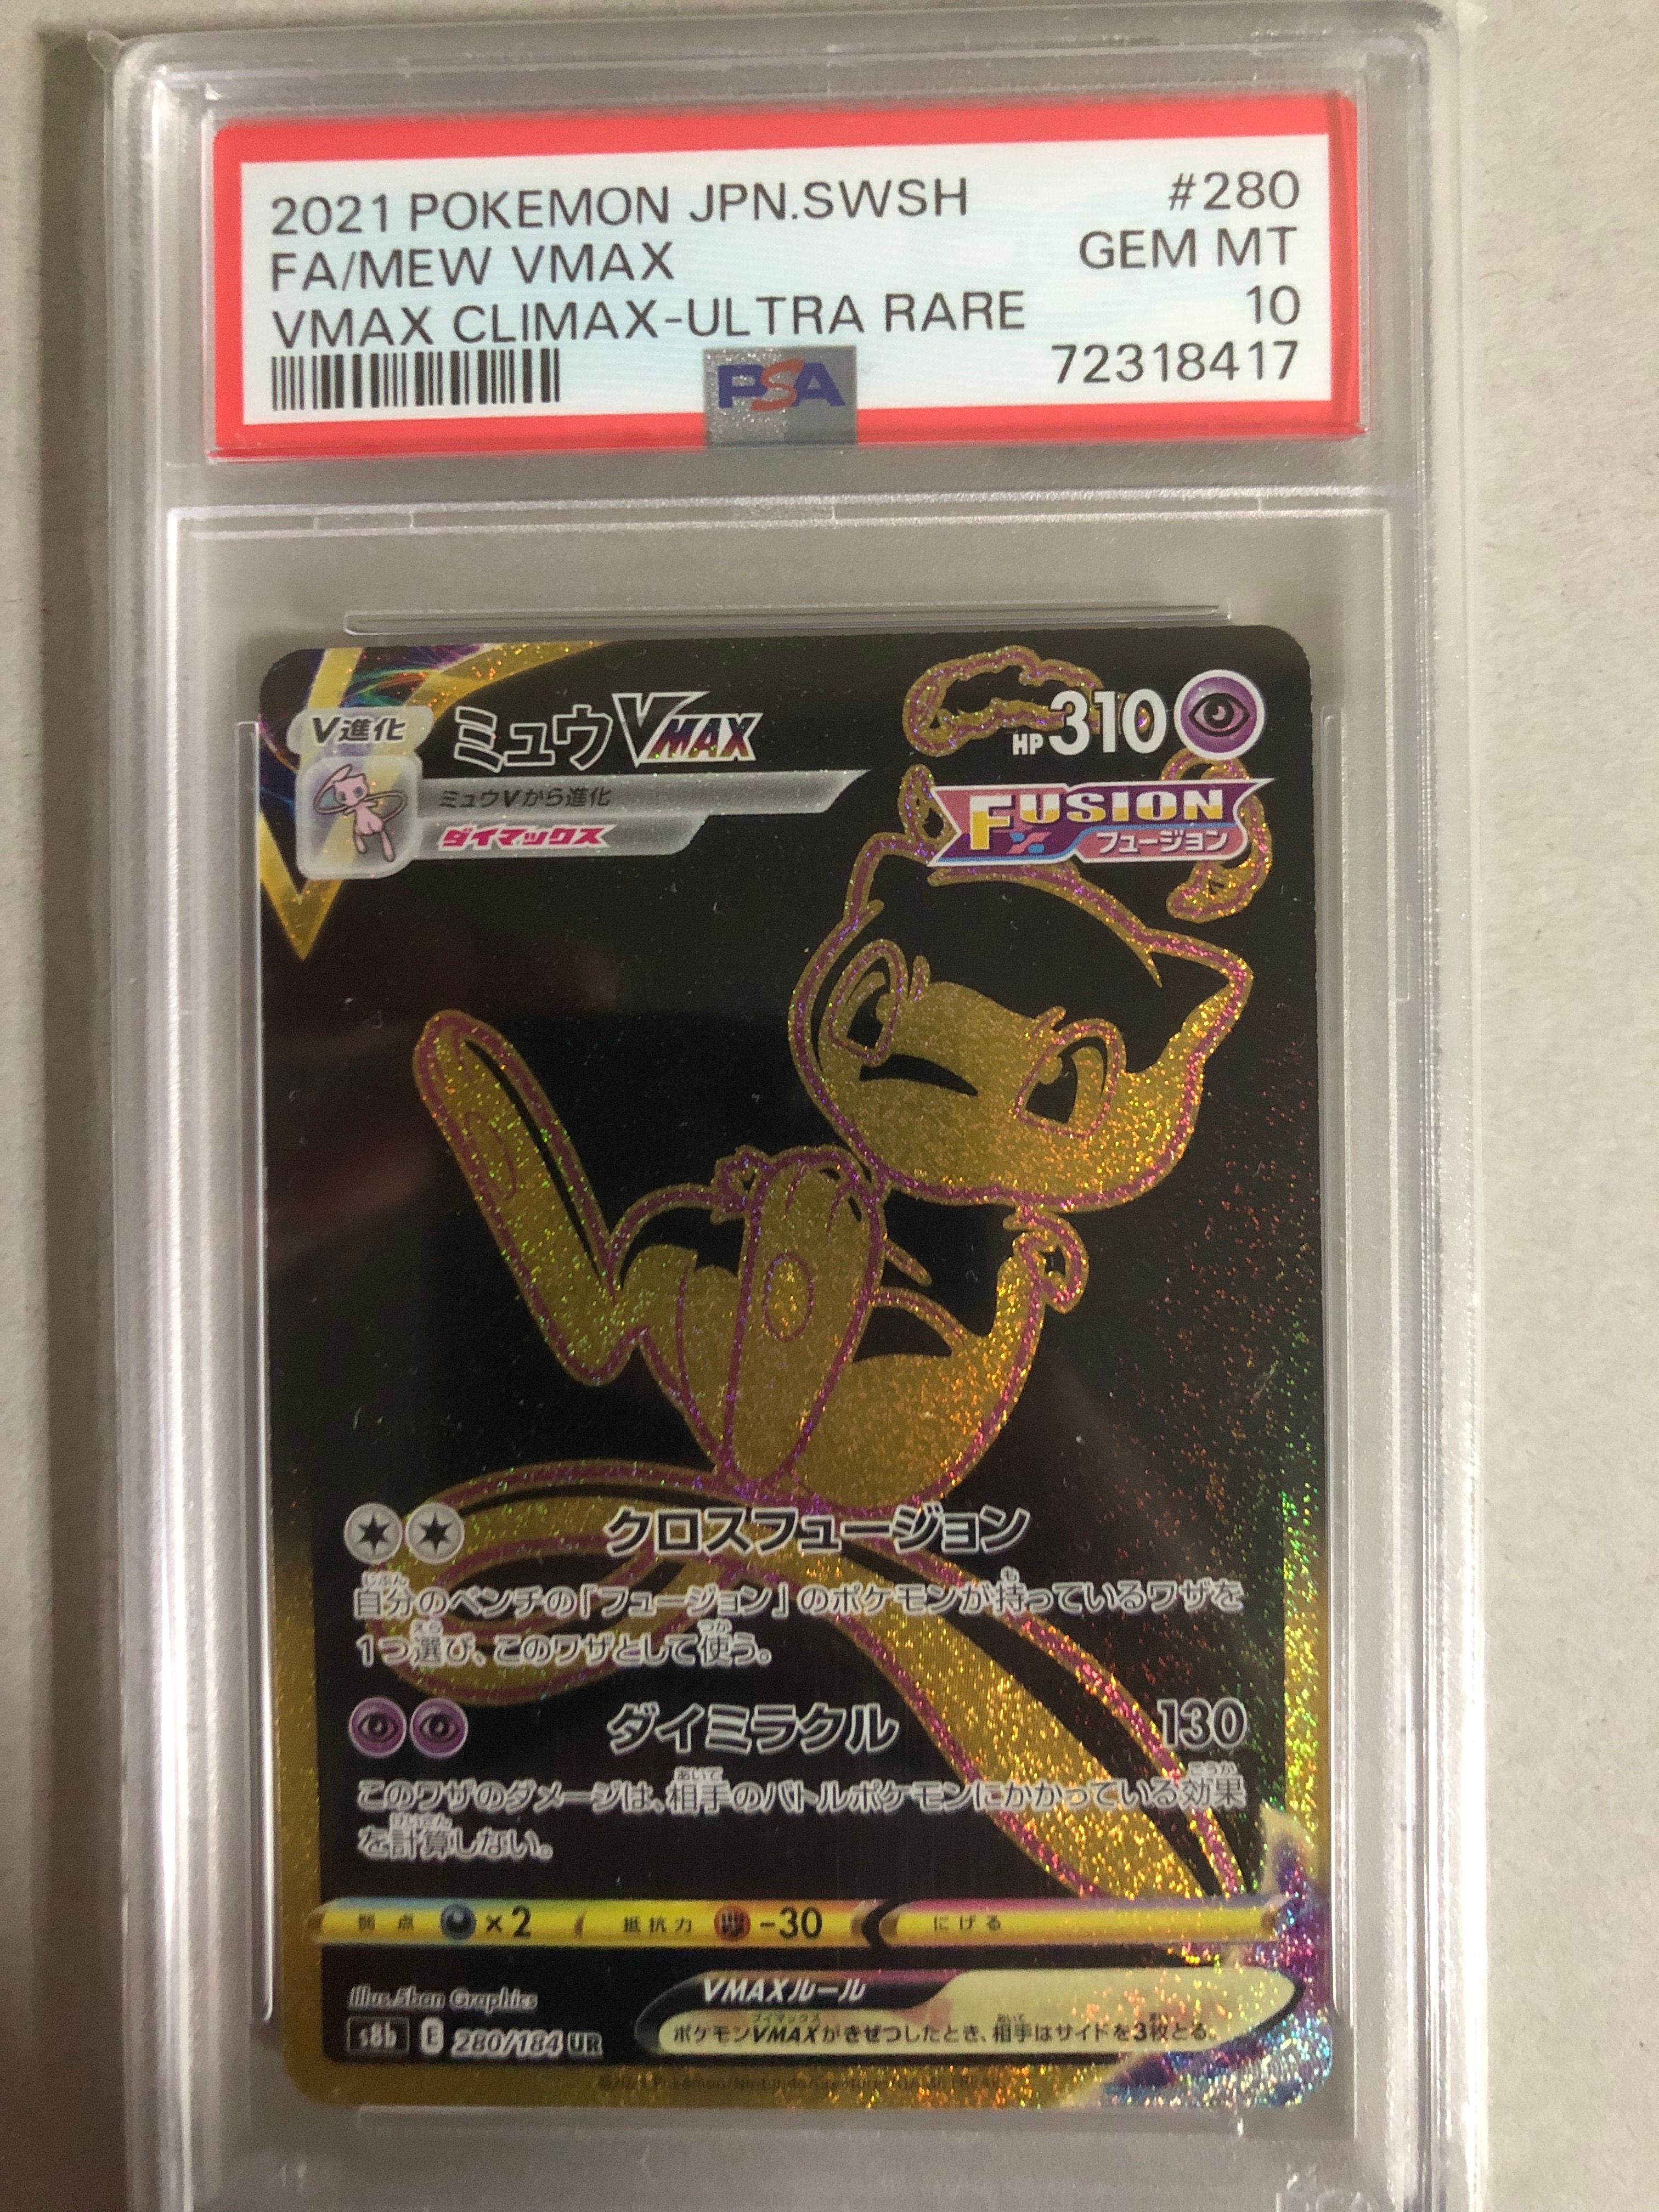 2021 POKEMON JPN.SWSH #280
FA/MEW VMAX GEM MT
VMAX CLIMAX-ULTRA RARE 10
72318417
PSA
V進化
ミュウVMAX
HP310
ミュウVから進化
ダイマックス
FUSION
フュージョン
クロスフュージョン
自分のベンチの「フュージョン」のポケモンが持っているワザを
1つ選び、このワザとして使う。
ダイミラクル 130
このワザのダメージは、相手のバトルポケモンにかかっている効果
を計算しない。
弱点 ×2 抵抗力 -30 にげる
illus.5ban Graphics
VMAXルール
s8b E 280/184 UR
ポケモンVMAXがきぜつしたとき、相手はサイドを3枚とる。